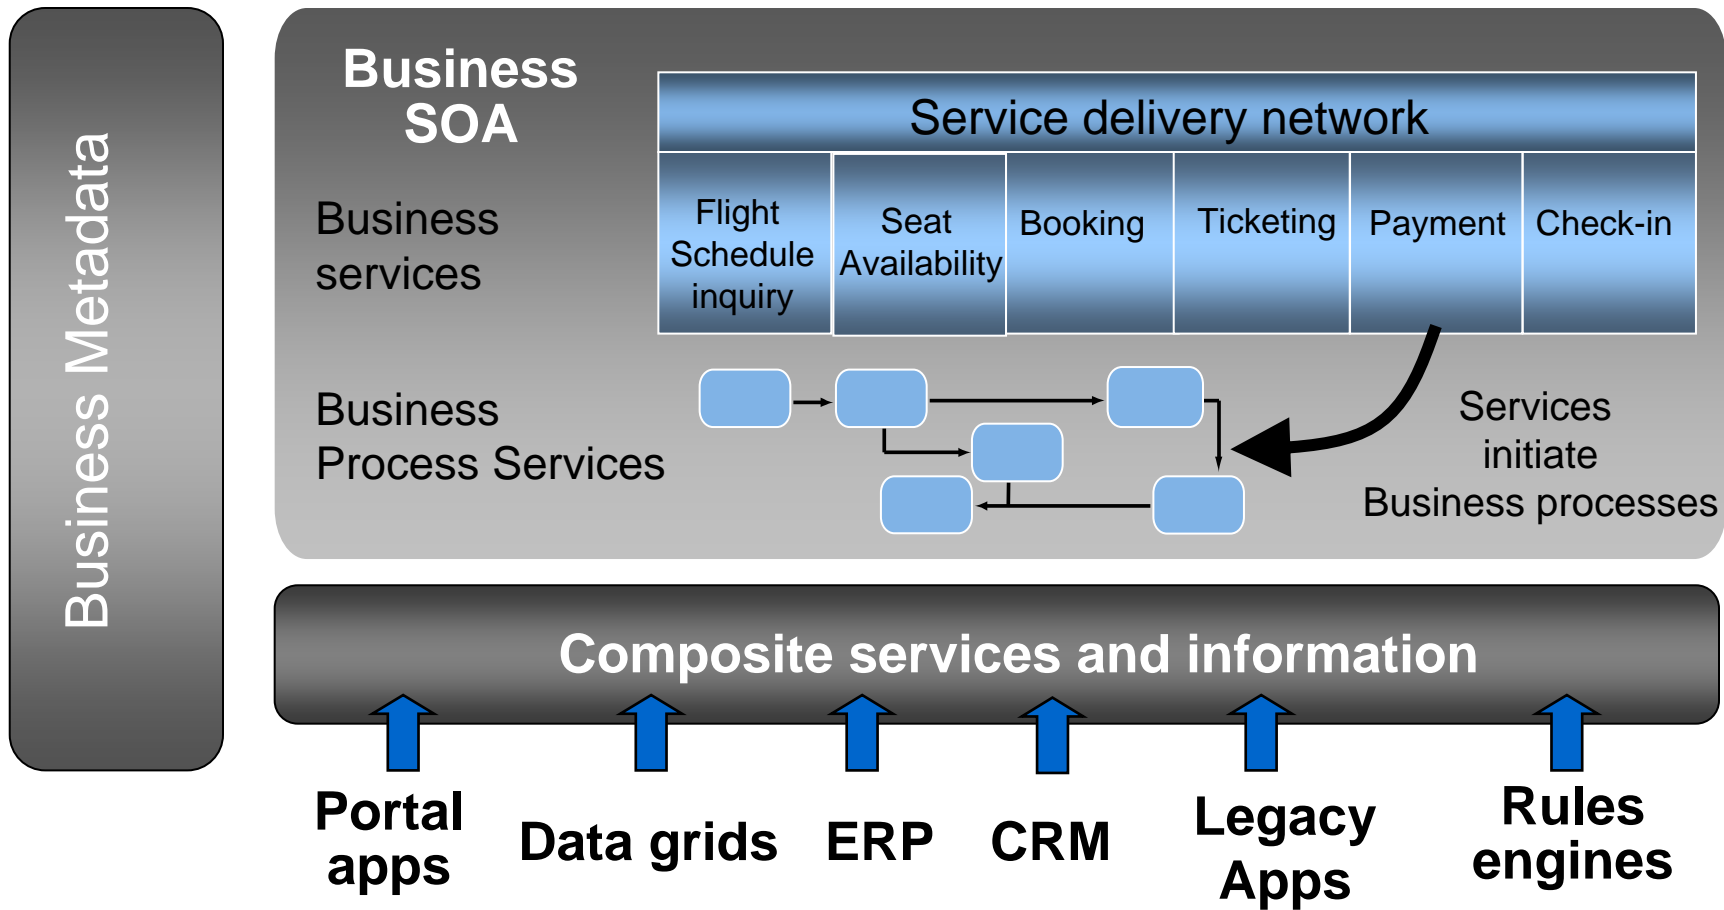 Business Metadata
Business
SOA
Service delivery network
Business
services
Flight
Schedule
inquiry
Seat
Availability
Booking
Ticketing
Payment
Check-in
Business
Process Services
Services
initiate
Business processes
Composite services and information
Portal
apps
Data grids
ERP
CRM
Legacy
Apps
Rules
engines